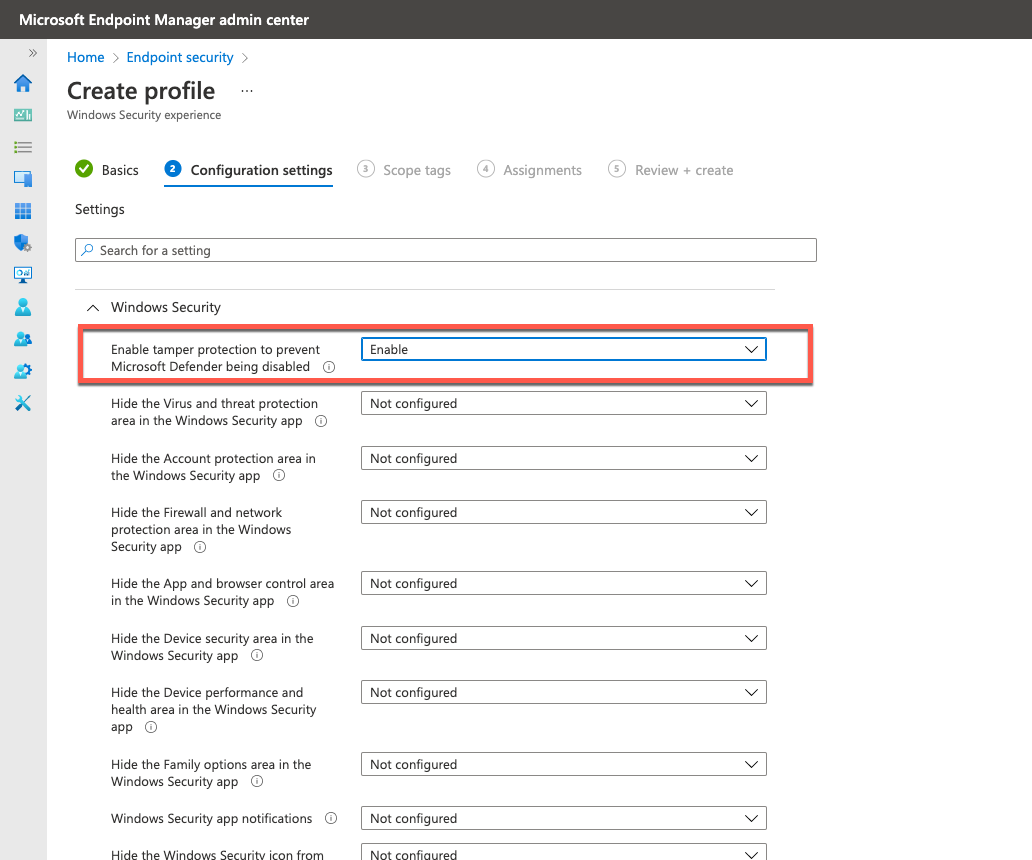 Microsoft Endpoint Manager admin center
Home > Endpoint security >
Create profile ...
Windows Security experience
Basics
2 Configuration settings
3 Scope tags
4 Assignments
5 Review + create
Settings
Search for a setting
Windows Security
Enable tamper protection to prevent
Microsoft Defender being disabled
Enable
Hide the Virus and threat protection
area in the Windows Security app
Not configured
Hide the Account protection area in
the Windows Security app
Not configured
Hide the Firewall and network
protection area in the Windows
Security app
Not configured
Hide the App and browser control area
in the Windows Security app
Not configured
Hide the Device security area in the
Windows Security app
Not configured
Hide the Device performance and
health area in the Windows Security
app
Not configured
Hide the Family options area in the
Windows Security app
Not configured
Windows Security app notifications
Not configured
Hide the Windows Security icon from
Not configured